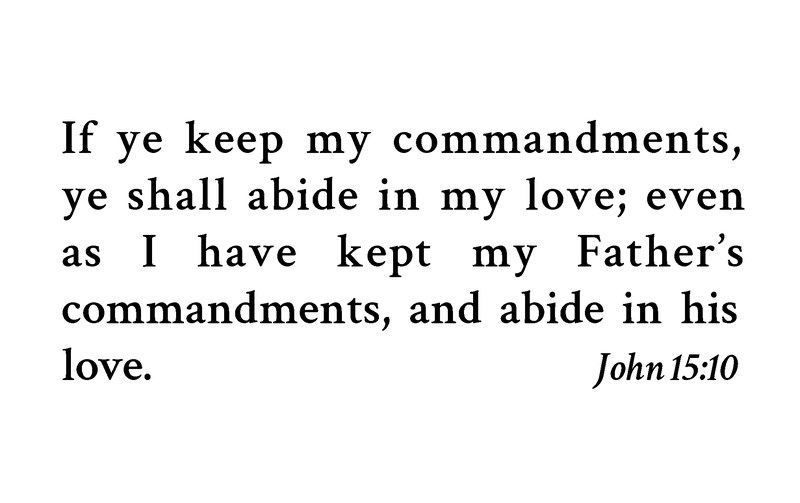 If ye keep my commandments,
ye shall abide in my love; even
as I have kept my Father’s
commandments, and abide in his
love. John 15:10